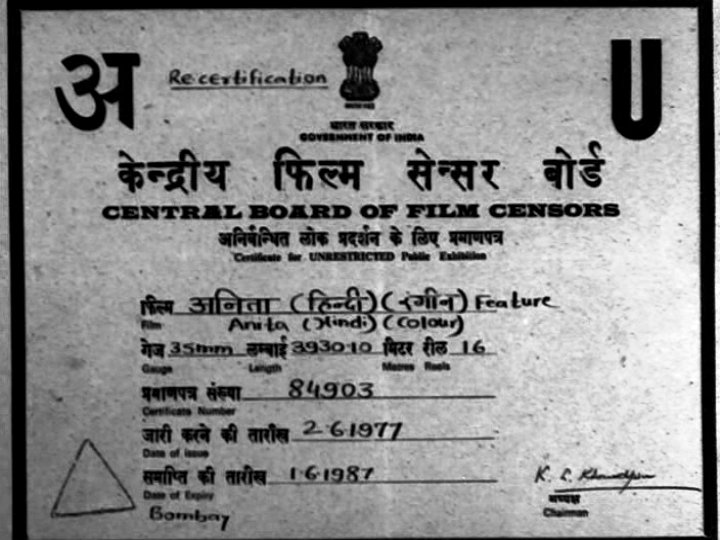 अ Re-certification U
भारत सरकार
GOVERNMENT OF INDIA
केन्द्रीय फिल्म सेन्सर बोर्ड
CENTRAL BOARD OF FILM CENSORS
अनिर्बन्धित लोक प्रदर्शन के लिए प्रमाणपत्र
Certificate for UNRESTRICTED Public Exhibition
फिल्म अनिता (हिन्दी) (रंगीन) Feature
Film Anita (Hindi) (Colour)
गेज 35mm लम्बाई 3930.10 मिटर रील 16
Gauge Length Metres Reels
प्रमाणपत्र संख्या 84903
Certificate Number
जारी करने की तारीख 2.6.1977
Date of Issue
समाप्ति की तारीख 1.6.1987
Date of Expiry
Bombay
K. L.
अध्यक्ष
Chairman